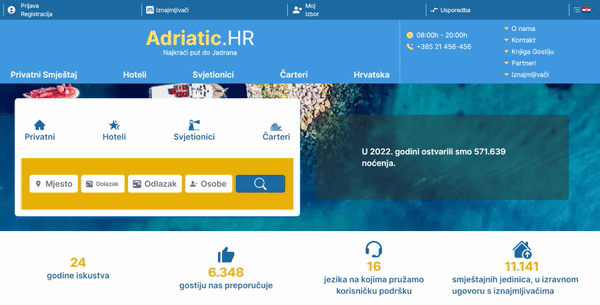 Prijava
Registracija
Iznajmljivači
Moj
Izbor
Usporedba
Adriatic.HR
Najkraći put do Jadrana
08:00h - 20:00h
+385 21 456-456
O nama
Kontakt
Knjiga Gostiju
Partneri
Iznajmljivači
Privatni Smještaj
Hoteli
Svjetionici
Čarteri
Hrvatska
Privatni
Hoteli
Svjetionici
Čarteri
Mjesto
Dolazak
Odlazak
Osobe
U 2022. godini ostvarili smo 571.639
noćenja.
24
godine iskustva
6.348
gostiju nas preporučuje
16
jezika na kojima pružamo
korisničku podršku
11.141
smještajnih jedinica, u izravnom
ugovoru s iznajmljivačima